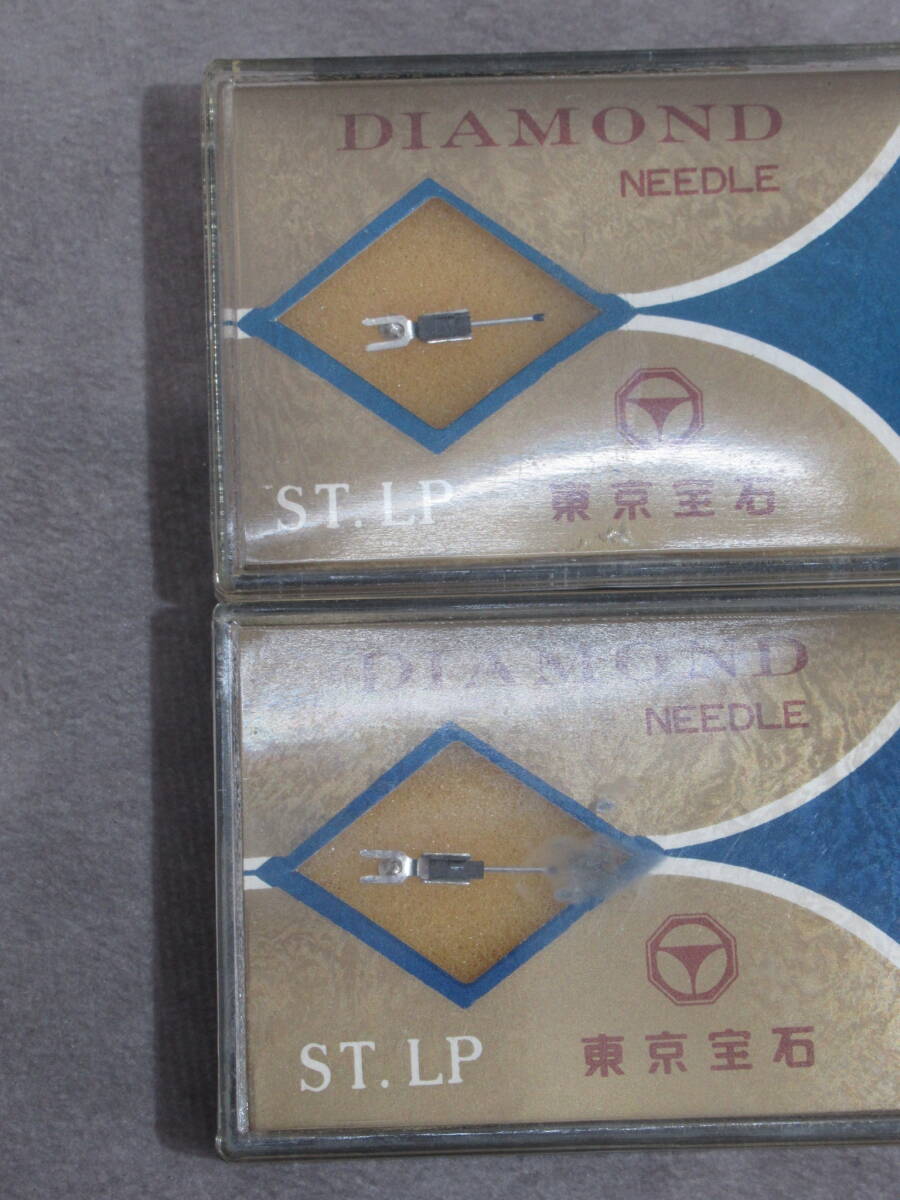 DIAMOND
NEEDLE
ST. LP
東京宝石
DIAMOND
NEEDLE
ST. LP
東京宝石